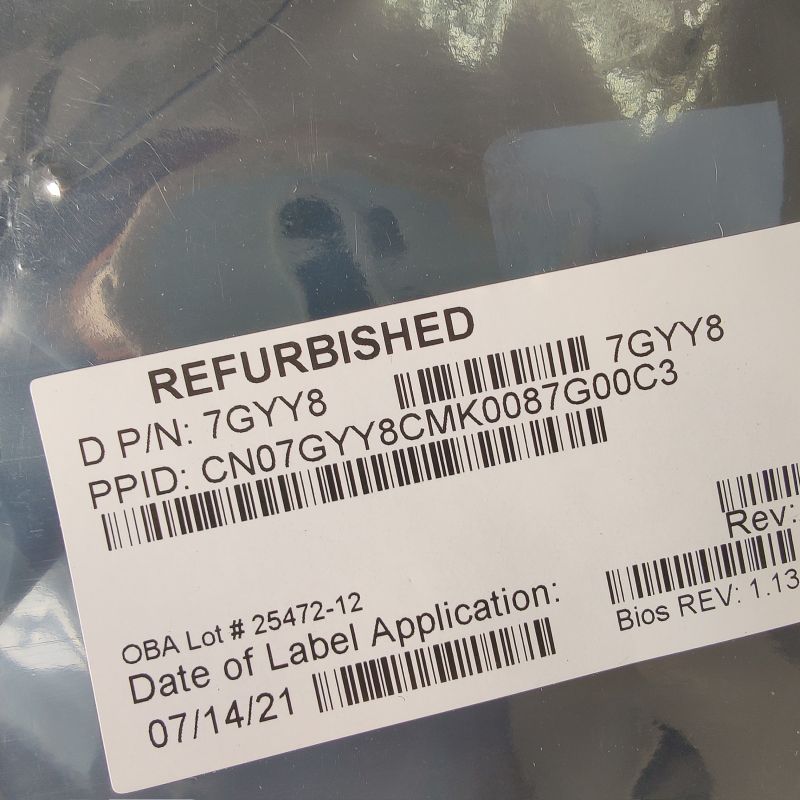 REFURBISHED
D P/N: 7GYY8 7GYY8
PPID: CN07GYY8CMK0087G00C3
Rev:
OBA Lot # 25472-12
Bios REV: 1.13
Date of Label Application:
07/14/21